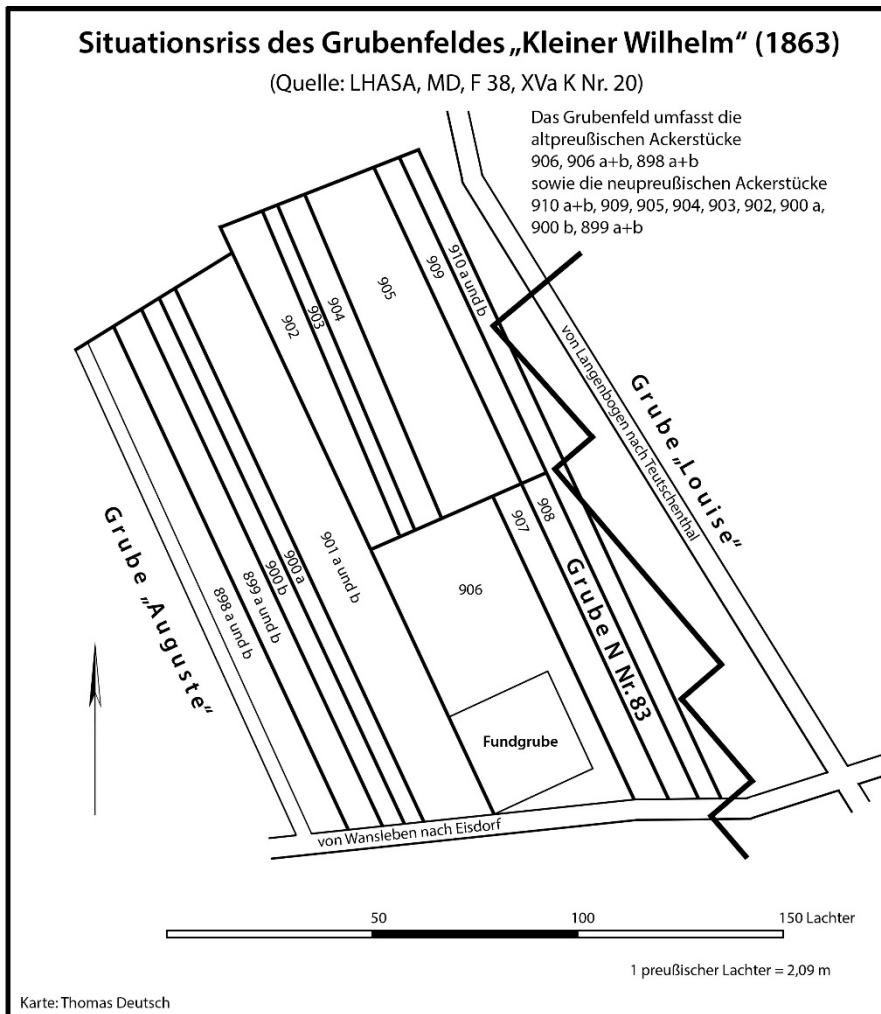 Situationsriss des Grubenfeldes „Kleiner Wilhelm“ (1863)
(Quelle: LHASA, MD, F 38, XVa K Nr. 20)
Das Grubenfeld umfasst die
altpreußischen Ackerstücke
906, 906 a+b, 898 a+b
sowie die neupreußischen Ackerstücke
910 a+b, 909, 905, 904, 903, 902, 900 a,
900 b, 899 a+b
902
903
904
905
909
910 a und b
von Langenbogen nach Teutschenthal
Grube „Louise“
Grube „Auguste“
898 a und b
899 a und b
900 b
900 a
901 a und b
906
907
908
Grube N Nr. 83
Fundgrube
von Wansleben nach Eisdorf
50
100
150 Lachter
1 preußischer Lachter = 2,09 m
Karte: Thomas Deutsch